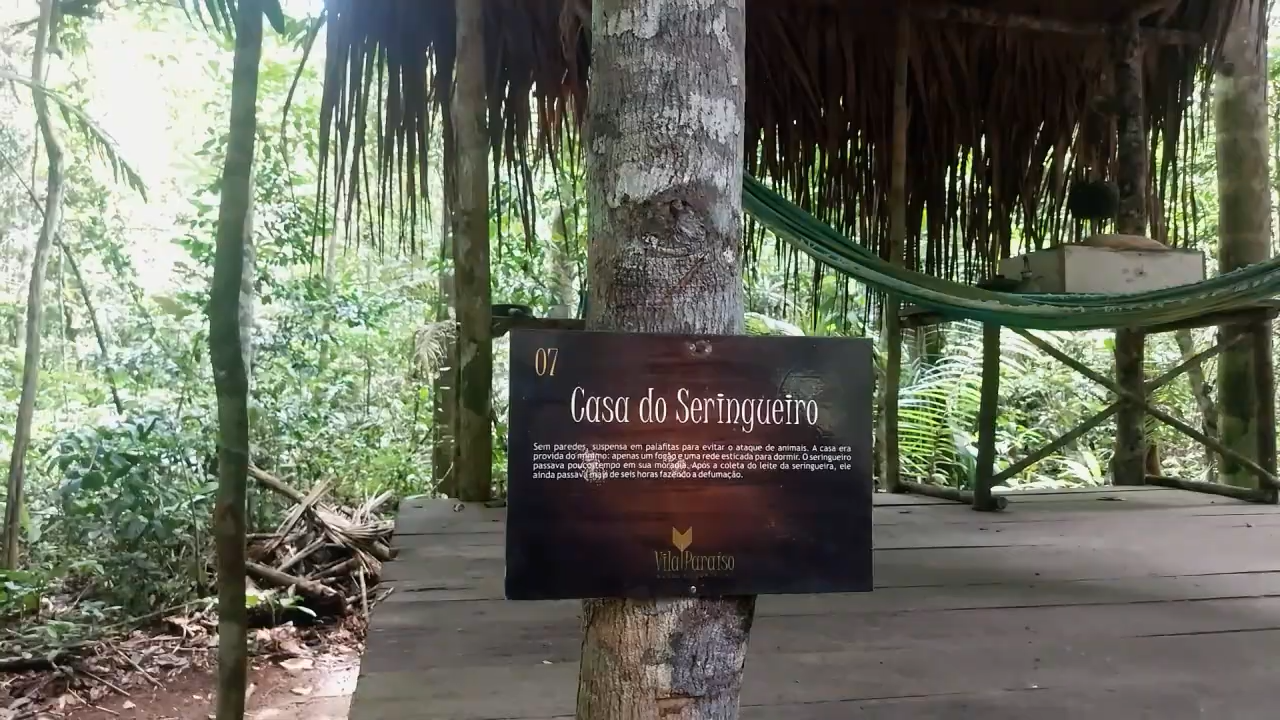 07
Casa do Seringueiro
Sem paredes, suspensa em palafitas para evitar o ataque de animais. A casa era
provida do mínimo: apenas um fogão e uma rede esticada para dormir. O seringueiro
passava pouco tempo em sua moradia. Após a coleta do leite da seringueira, ele
ainda passava mais de seis horas fazendo a defumação.
Vila Paraíso